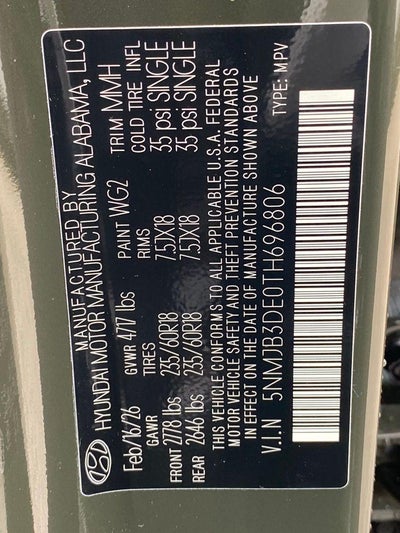 MANUFACTURED BY
HYUNDAI MOTOR MANUFACTURING ALABAMA, LLC
Feb/16/26 GVWR 4717 lbs PAINT WG2 TRIM MMH
GAWR TIRES RIMS COLD TIRE INFL
FRONT 2778 lbs 235/60R18 7.5JX18 35 psi SINGLE
REAR 2646 lbs 235/60R18 7.5JX18 35 psi SINGLE
THIS VEHICLE CONFORMS TO ALL APPLICABLE U.S.A. FEDERAL
MOTOR VEHICLE SAFETY AND THEFT PREVENTION STANDARDS
IN EFFECT ON THE DATE OF MANUFACTURE SHOWN ABOVE
V.I.N 5NMJB3DE0TH696806 TYPE: MPV